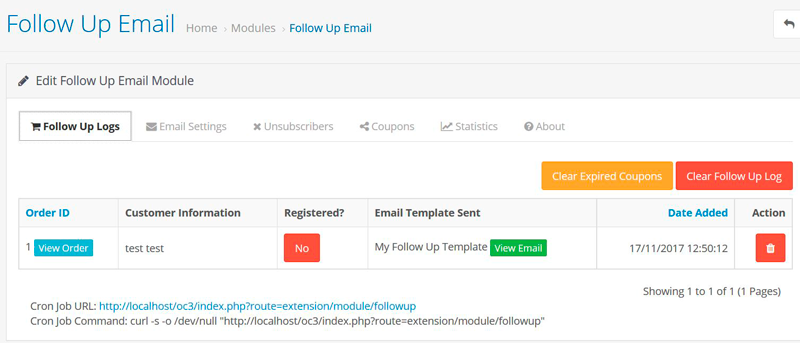 Follow Up Email Home › Modules › Follow Up Email
Edit Follow Up Email Module
Follow Up Logs Email Settings Unsubscribers Coupons Statistics About
Clear Expired Coupons Clear Follow Up Log
Order ID Customer Information Registered? Email Template Sent Date Added Action
1 View Order test test No My Follow Up Template View Email 17/11/2017 12:50:12
Showing 1 to 1 of 1 (1 Pages)
Cron Job URL: http://localhost/oc3/index.php?route=extension/module/followup
Cron Job Command: curl -s -o /dev/null "http://localhost/oc3/index.php?route=extension/module/followup"